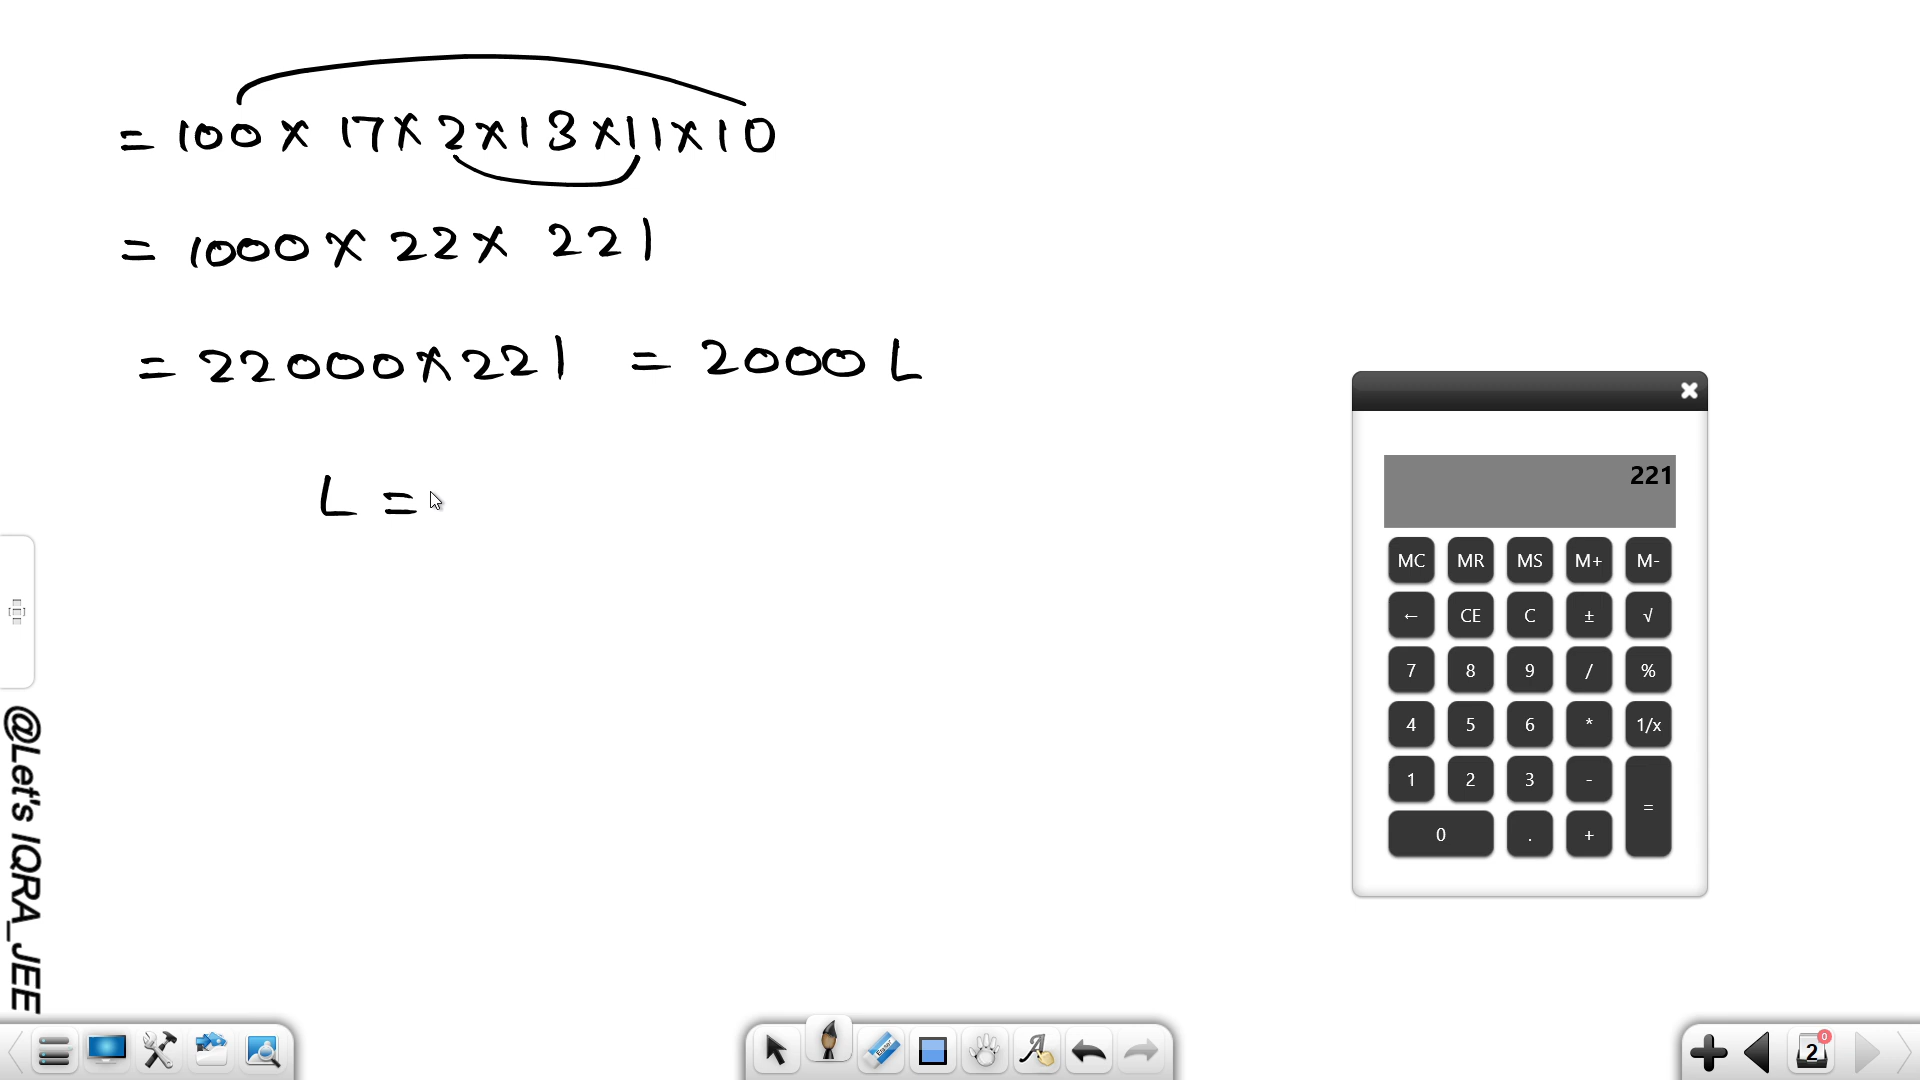 = 100 × 17 × 2 × 13 × 11 × 10
= 1000 × 22 × 221
= 22000 × 221 = 2000 L
L =
221
MC MR MS M+ M-
← CE C ± √
7 8 9 / %
4 5 6 * 1/x
1 2 3 - =
0 . +
@Let's IQRA_JEE
Eraser
A
2
0